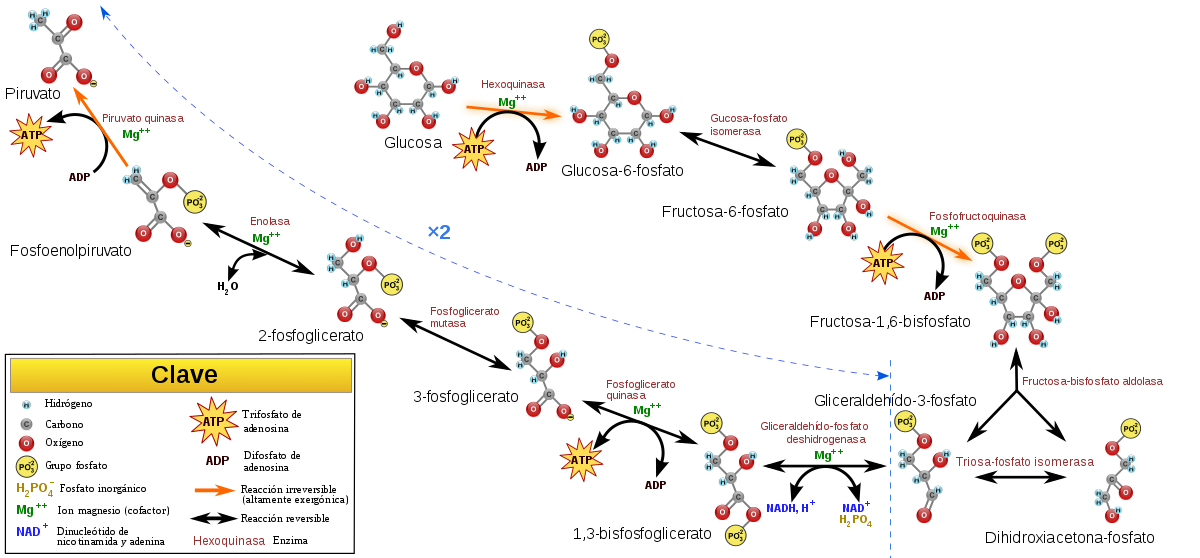 Piruvato
Piruvato quinasa
Mg++
ATP
ADP
Fosfoenolpiruvato
Enolasa
Mg++
H2O
2-fosfoglicerato
Fosfoglicerato
mutasa
3-fosfoglicerato
Fosfoglicerato
quinasa
Mg++
ATP
ADP
1,3-bisfosfoglicerato
Gliceraldehído-fosfato
deshidrogenasa
Mg++
NADH, H+
NAD+
H2PO4
Gliceraldehído-3-fosfato
Triosa-fosfato isomerasa
Dihidroxiacetona-fosfato
Fructosa-bisfosfato aldolasa
Fructosa-1,6-bisfosfato
Fosfofructoquinasa
Mg++
ATP
ADP
Fructosa-6-fosfato
Gucosa-fosfato
isomerasa
Glucosa-6-fosfato
Hexoquinasa
Mg++
ATP
ADP
Glucosa
×2
Clave
H Hidrógeno
C Carbono
O Oxígeno
PO3 2- Grupo fosfato
H2PO4- Fosfato inorgánico
Mg++ Ion magnesio (cofactor)
NAD+ Dinucleótido de
nicotinamida y adenina
ATP Trifosfato de
adenosina
ADP Difosfato de
adenosina
Reacción irreversible
(altamente exergónica)
Reacción reversible
Hexoquinasa Enzima